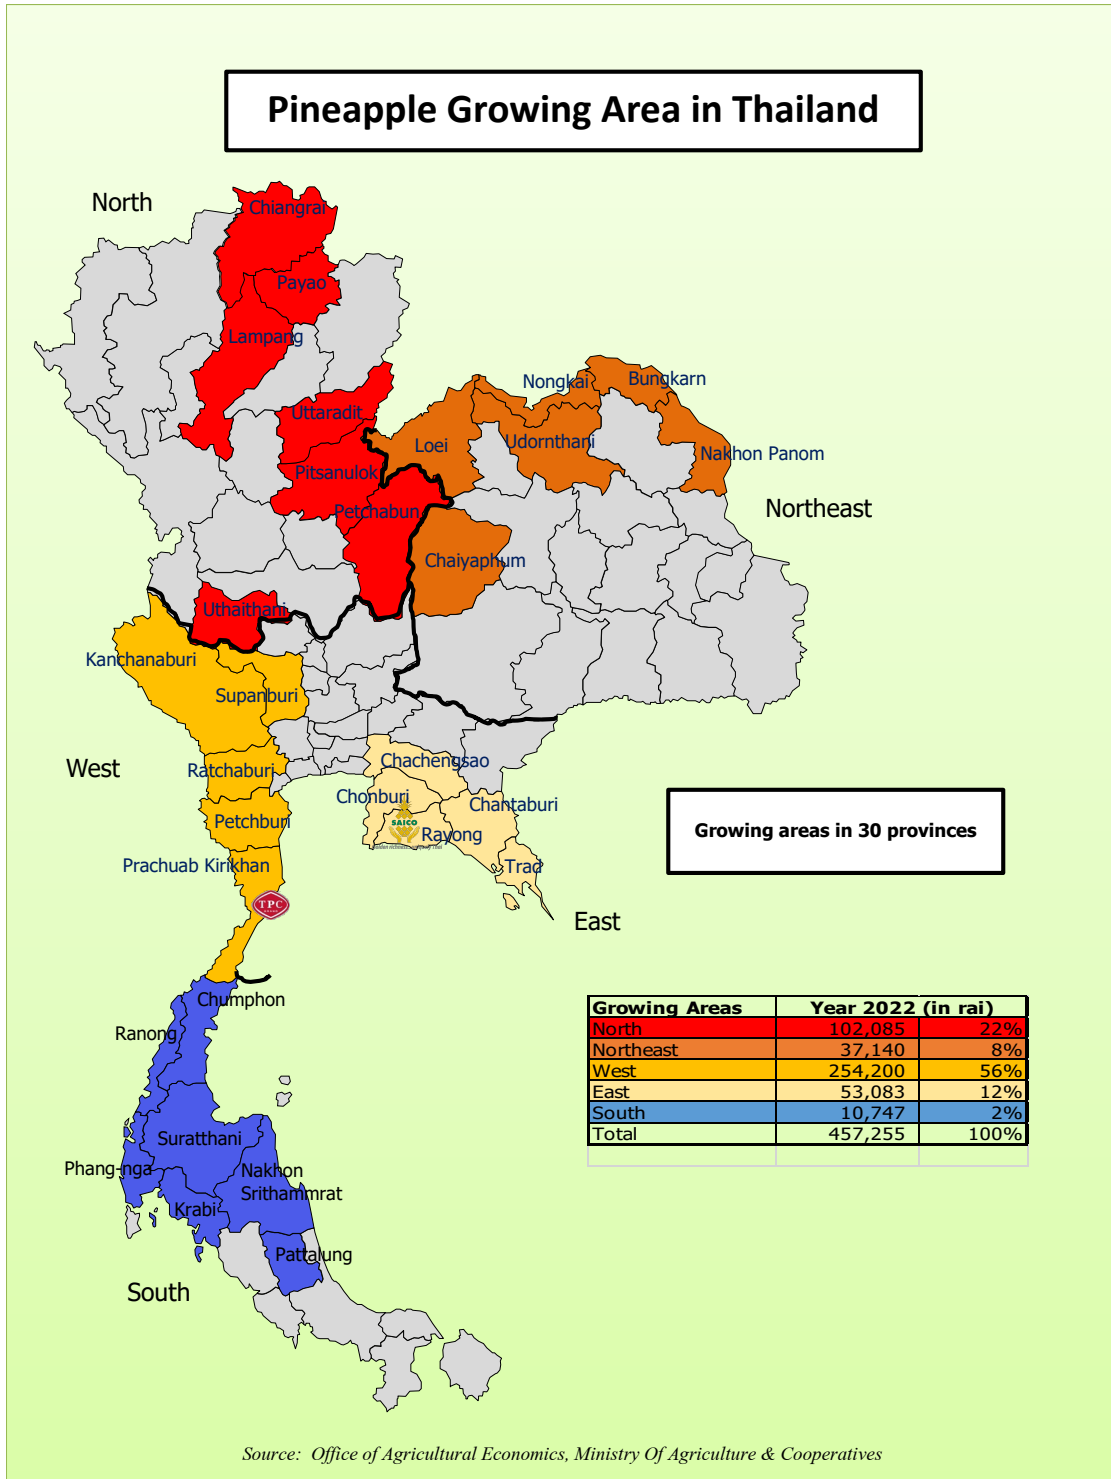 Pineapple Growing Area in Thailand
North
Chiangrai
Payao
Lampang
Uttaradit
Pitsanulok
Petchabun
Uthaithani
Nongkai
Bungkarn
Loei
Udornthani
Nakhon Panom
Northeast
Chaiyaphum
Kanchanaburi
Supanburi
West
Ratchaburi
Petchburi
Prachuab Kirikhan
TPC
Chachengsao
Chonburi
Chantaburi
SAICO
Rayong
Trad
East
Growing areas in 30 provinces
Chumphon
Ranong
Suratthani
Phang-nga
Nakhon
Srithammrat
Krabi
Pattalung
South
Growing Areas Year 2022 (in rai)
North 102,085 22%
Northeast 37,140 8%
West 254,200 56%
East 53,083 12%
South 10,747 2%
Total 457,255 100%
Source: Office of Agricultural Economics, Ministry Of Agriculture & Cooperatives